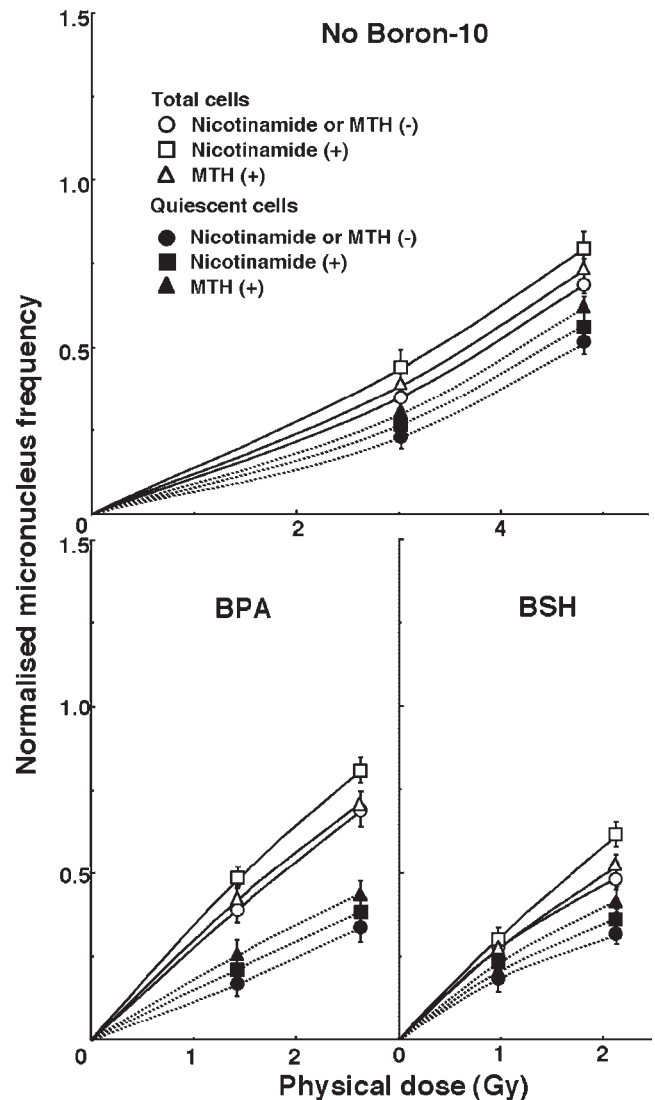 No Boron-10
1.5
1.0
0.5
0
2
4
Total cells
Nicotinamide or MTH (-)
Nicotinamide (+)
MTH (+)
Quiescent cells
Nicotinamide or MTH (-)
Nicotinamide (+)
MTH (+)
Normalised micronucleus frequency
BPA
1.5
1.0
0.5
0
1
2
BSH
0
1
2
Physical dose (Gy)